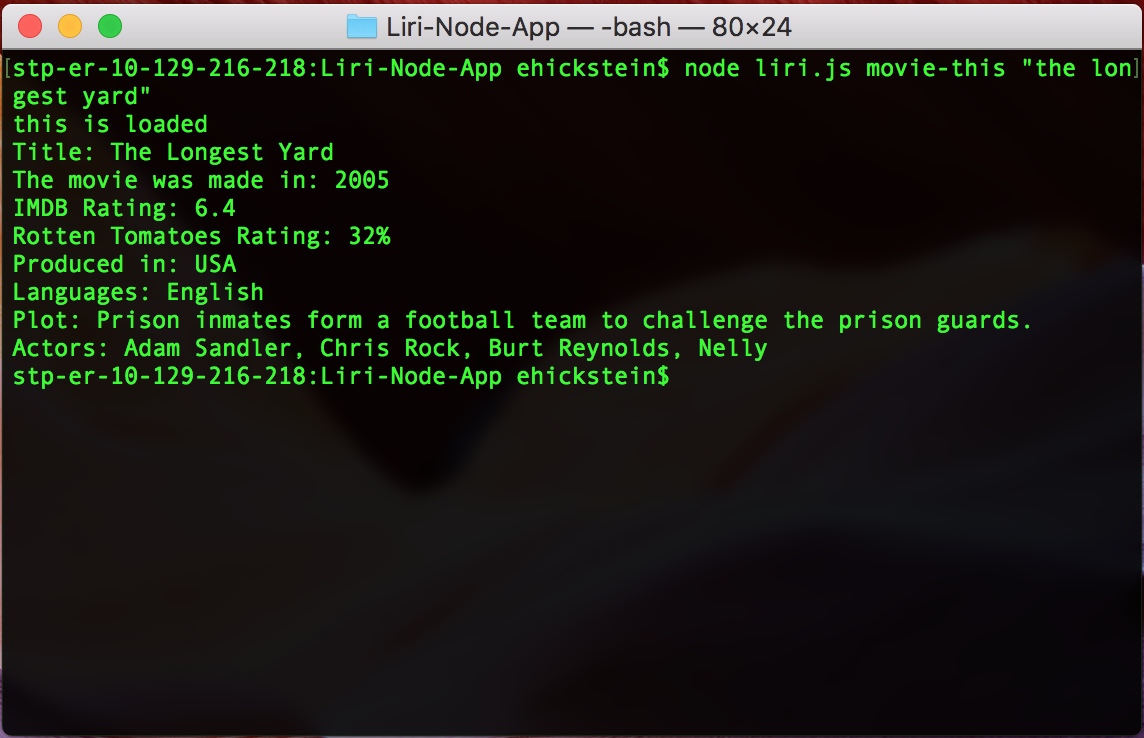 Liri-Node-App — -bash — 80×24
[stp-er-10-129-216-218:Liri-Node-App ehickstein$ node liri.js movie-this "the lon]
gest yard"
this is loaded
Title: The Longest Yard
The movie was made in: 2005
IMDB Rating: 6.4
Rotten Tomatoes Rating: 32%
Produced in: USA
Languages: English
Plot: Prison inmates form a football team to challenge the prison guards.
Actors: Adam Sandler, Chris Rock, Burt Reynolds, Nelly
stp-er-10-129-216-218:Liri-Node-App ehickstein$